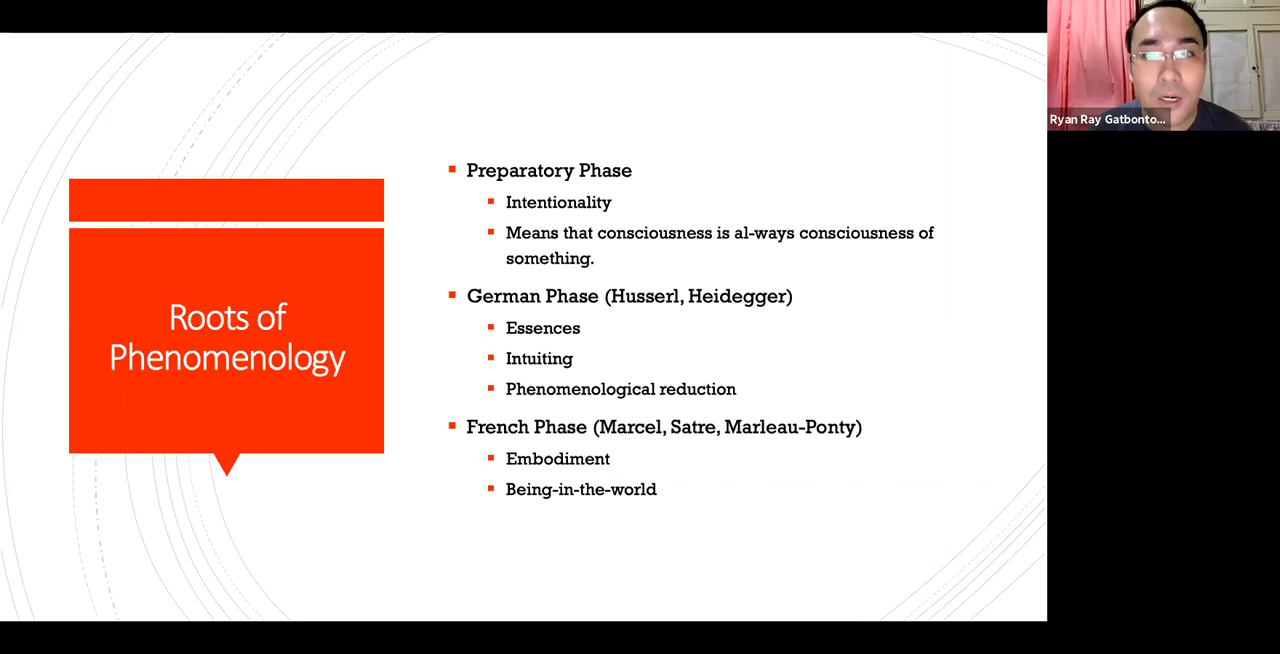 Roots of
Phenomenology
Preparatory Phase
Intentionality
Means that consciousness is al-ways consciousness of
something.
German Phase (Husserl, Heidegger)
Essences
Intuiting
Phenomenological reduction
French Phase (Marcel, Satre, Marleau-Ponty)
Embodiment
Being-in-the-world
Ryan Ray Gatbonto...